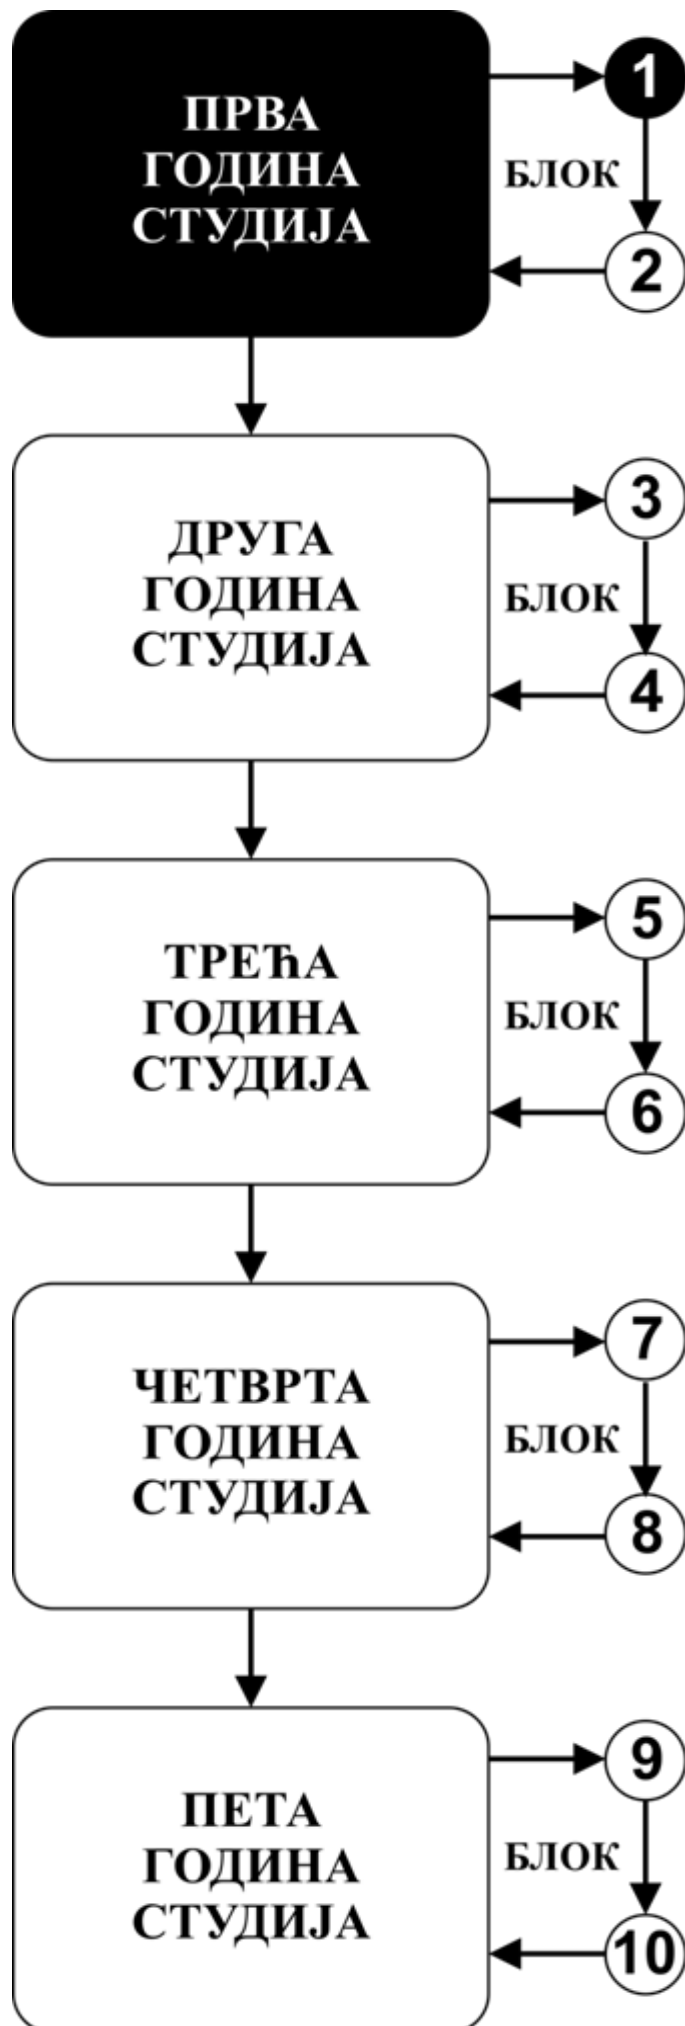 ПРВА
ГОДИНА
СТУДИЈА
1
БЛОК
2
ДРУГА
ГОДИНА
СТУДИЈА
3
БЛОК
4
ТРЕЋА
ГОДИНА
СТУДИЈА
5
БЛОК
6
ЧЕТВРТА
ГОДИНА
СТУДИЈА
7
БЛОК
8
ПЕТА
ГОДИНА
СТУДИЈА
9
БЛОК
10